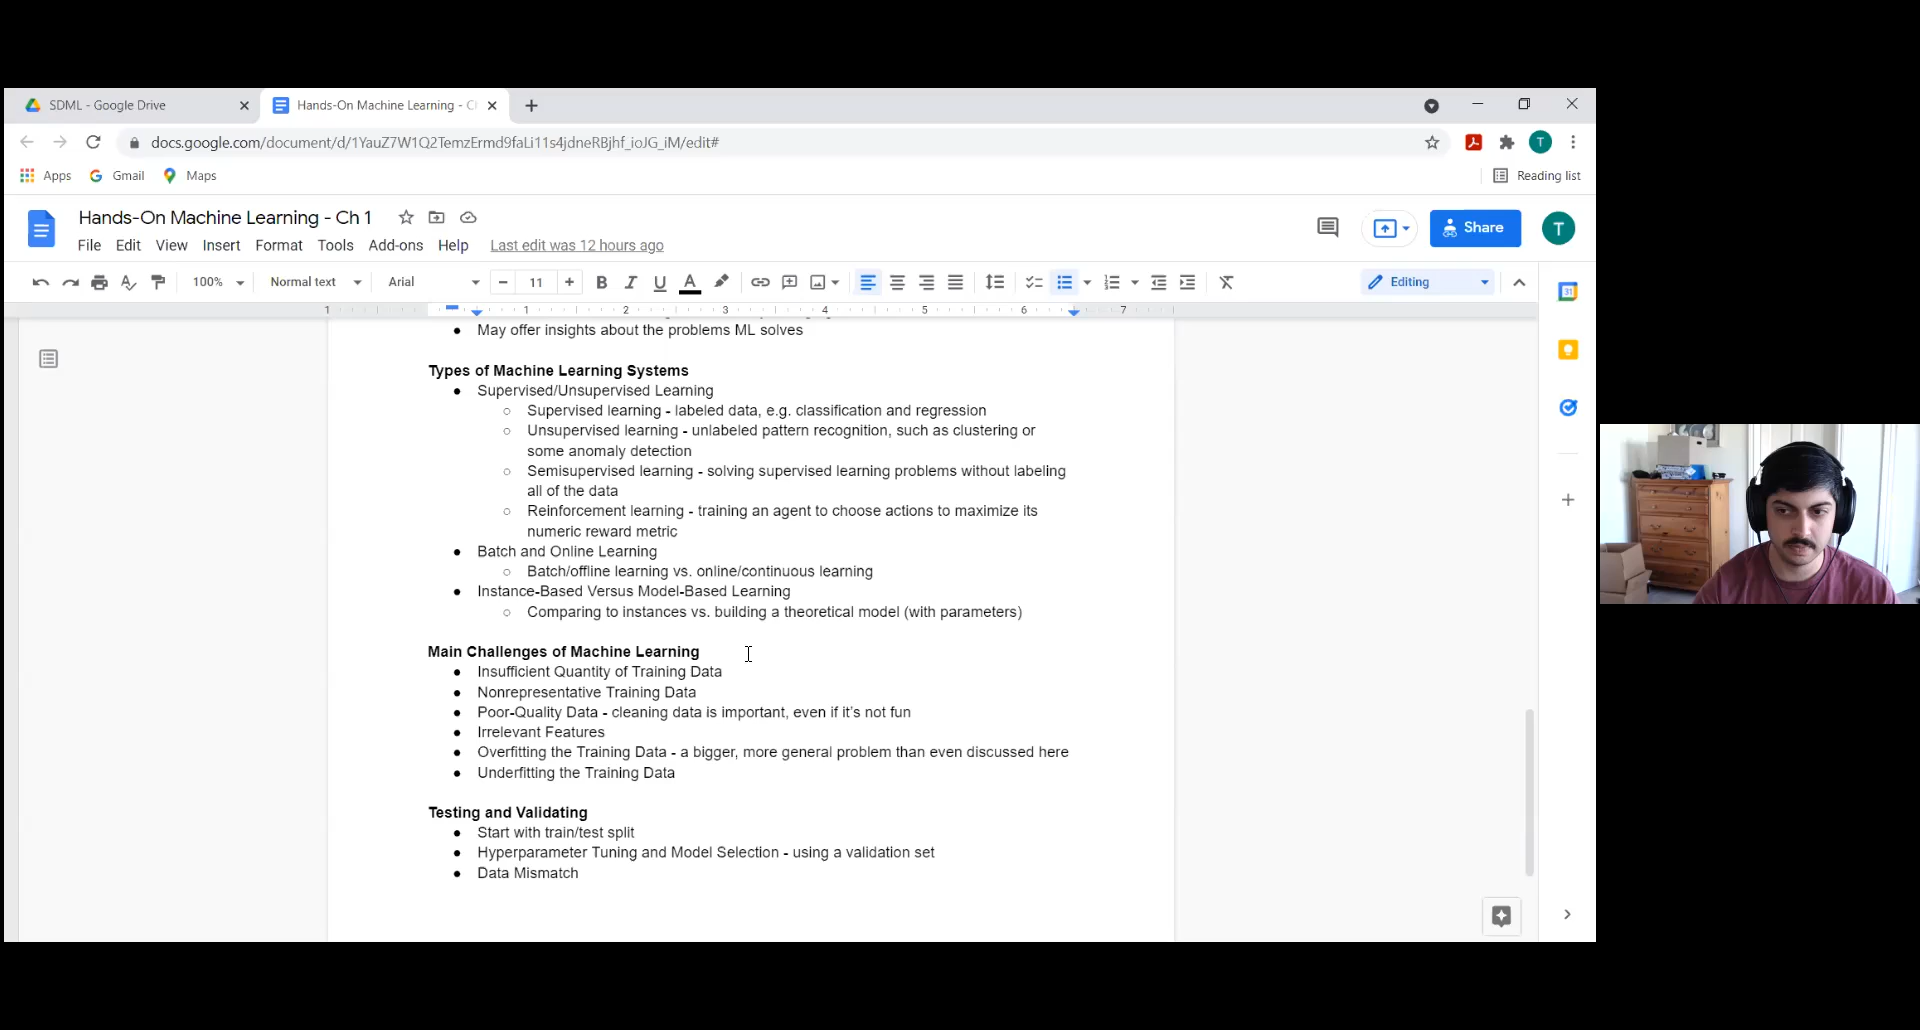 SDML - Google Drive
Hands-On Machine Learning - Ch
docs.google.com/document/d/1YauZ7W1Q2TemzErmd9faLi11s4jdneRBjhf_ioJG_iM/edit#
Apps Gmail Maps Reading list
Hands-On Machine Learning - Ch 1
File Edit View Insert Format Tools Add-ons Help Last edit was 12 hours ago
Share T
100% Normal text Arial 11 Editing
1 1 2 3 4 5 6 7
● May offer insights about the problems ML solves
Types of Machine Learning Systems
● Supervised/Unsupervised Learning
○ Supervised learning - labeled data, e.g. classification and regression
○ Unsupervised learning - unlabeled pattern recognition, such as clustering or
some anomaly detection
○ Semisupervised learning - solving supervised learning problems without labeling
all of the data
○ Reinforcement learning - training an agent to choose actions to maximize its
numeric reward metric
● Batch and Online Learning
○ Batch/offline learning vs. online/continuous learning
● Instance-Based Versus Model-Based Learning
○ Comparing to instances vs. building a theoretical model (with parameters)
Main Challenges of Machine Learning
● Insufficient Quantity of Training Data
● Nonrepresentative Training Data
● Poor-Quality Data - cleaning data is important, even if it's not fun
● Irrelevant Features
● Overfitting the Training Data - a bigger, more general problem than even discussed here
● Underfitting the Training Data
Testing and Validating
● Start with train/test split
● Hyperparameter Tuning and Model Selection - using a validation set
● Data Mismatch